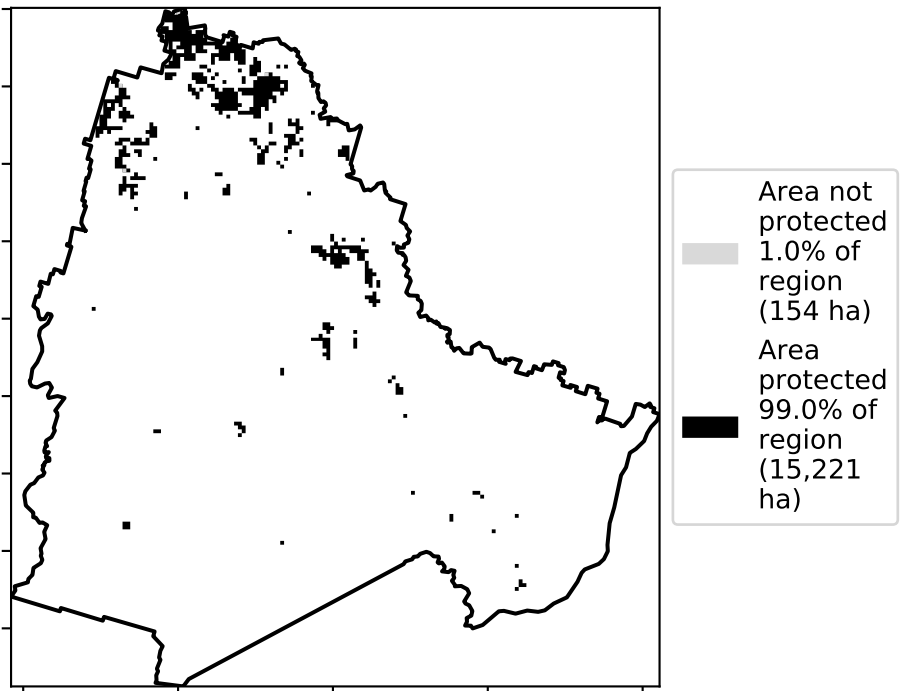 Area not
protected
1.0% of
region
(154 ha)
Area
protected
99.0% of
region
(15,221
ha)